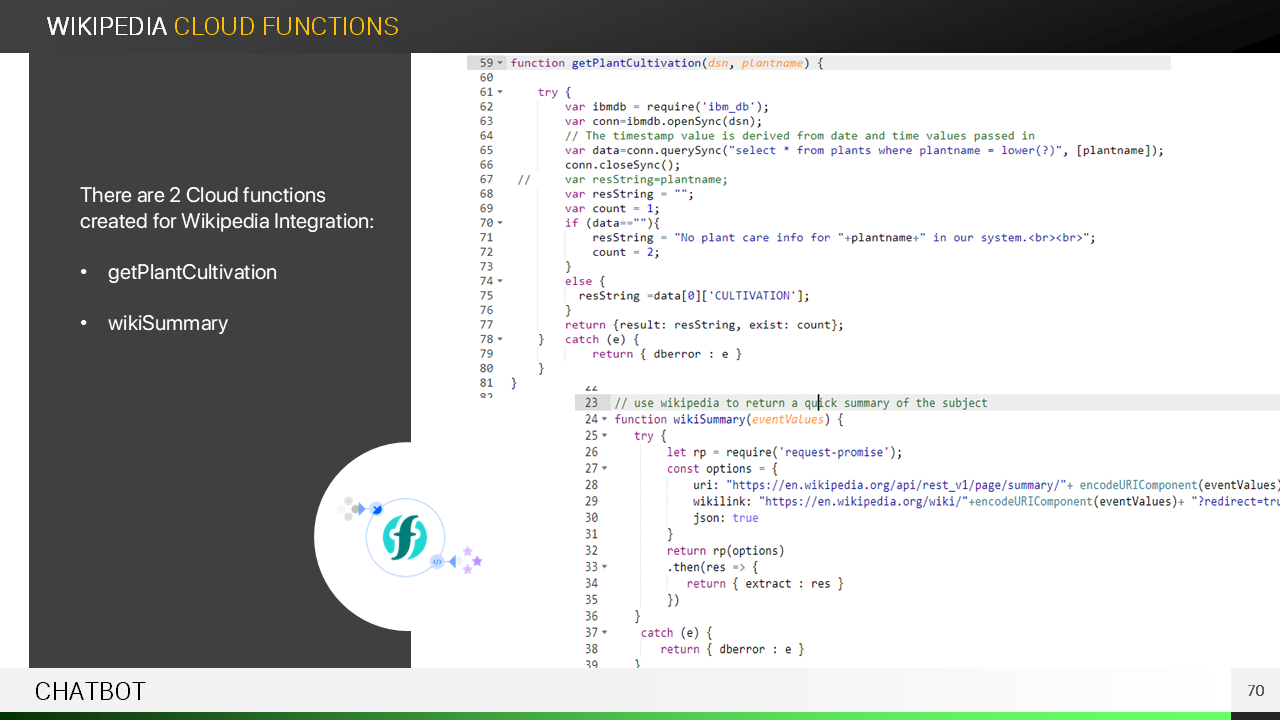 WIKIPEDIA CLOUD FUNCTIONS
There are 2 Cloud functions
created for Wikipedia Integration:
• getPlantCultivation
• wikiSummary
59 function getPlantCultivation(dsn, plantname) {
60
61 try {
62 var ibmdb = require('ibm_db');
63 var conn=ibmdb.openSync(dsn);
64 // The timestamp value is derived from date and time values passed in
65 var data=conn.querySync("select * from plants where plantname = lower(?)", [plantname]);
66 conn.closeSync();
67 // var resString=plantname;
68 var resString = "";
69 var count = 1;
70 if (data==""){
71 resString = "No plant care info for "+plantname+" in our system.<br><br>";
72 count = 2;
73 }
74 else {
75 resString =data[0]['CULTIVATION'];
76 }
77 return {result: resString, exist: count};
78 } catch (e) {
79 return { dberror : e }
80 }
81 }
82
22
23 // use wikipedia to return a quick summary of the subject
24 function wikiSummary(eventValues) {
25 try {
26 let rp = require('request-promise');
27 const options = {
28 uri: "https://en.wikipedia.org/api/rest_v1/page/summary/"+ encodeURIComponent(eventValues)
29 wikilink: "https://en.wikipedia.org/wiki/"+encodeURIComponent(eventValues)+ "?redirect=tru
30 json: true
31 }
32 return rp(options)
33 .then(res => {
34 return { extract : res }
35 })
36 }
37 catch (e) {
38 return { dberror : e }
39 }
CHATBOT
70